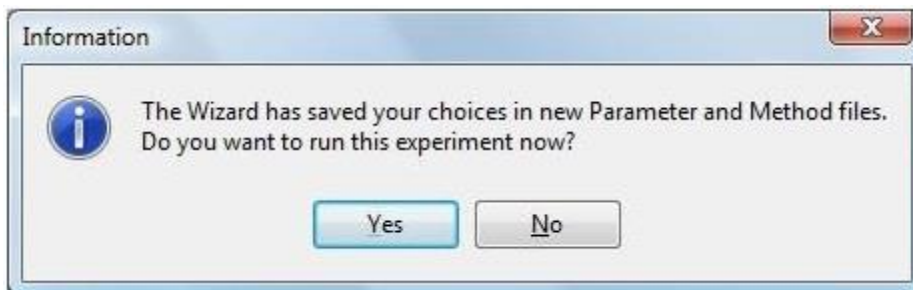 Information
The Wizard has saved your choices in new Parameter and Method files.
Do you want to run this experiment now?
Yes
No